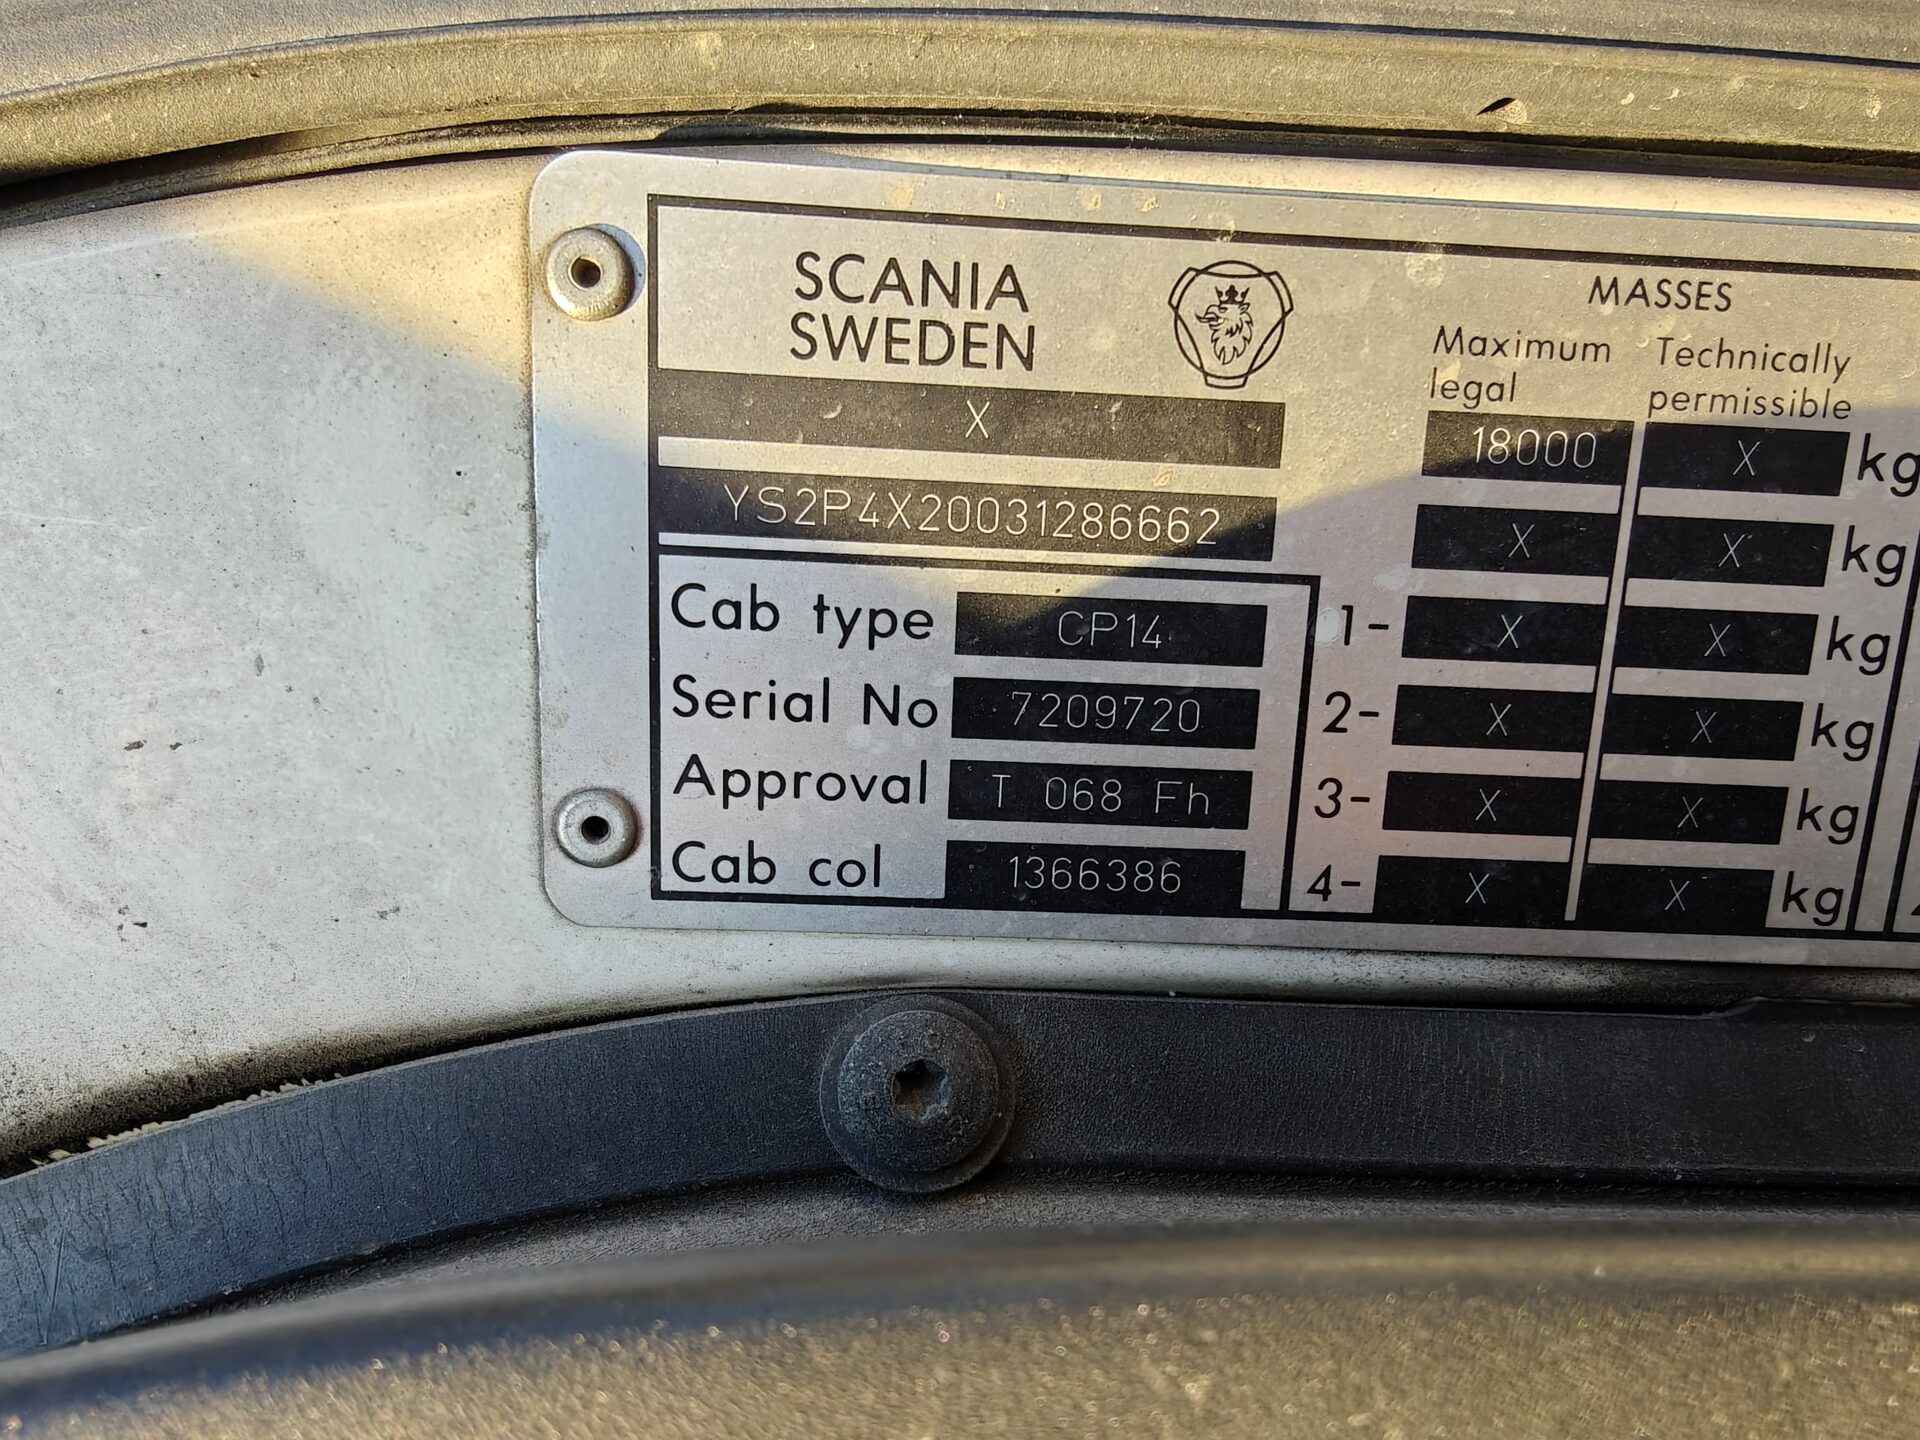 SCANIA
SWEDEN
X
YS2P4X20031286662
Cab type CP14
Serial No 7209720
Approval T 068 Fh
Cab col 1366386
MASSES
Maximum legal Technically permissible
18000 X kg
X X kg
1- X X kg
2- X X kg
3- X X kg
4- X X kg